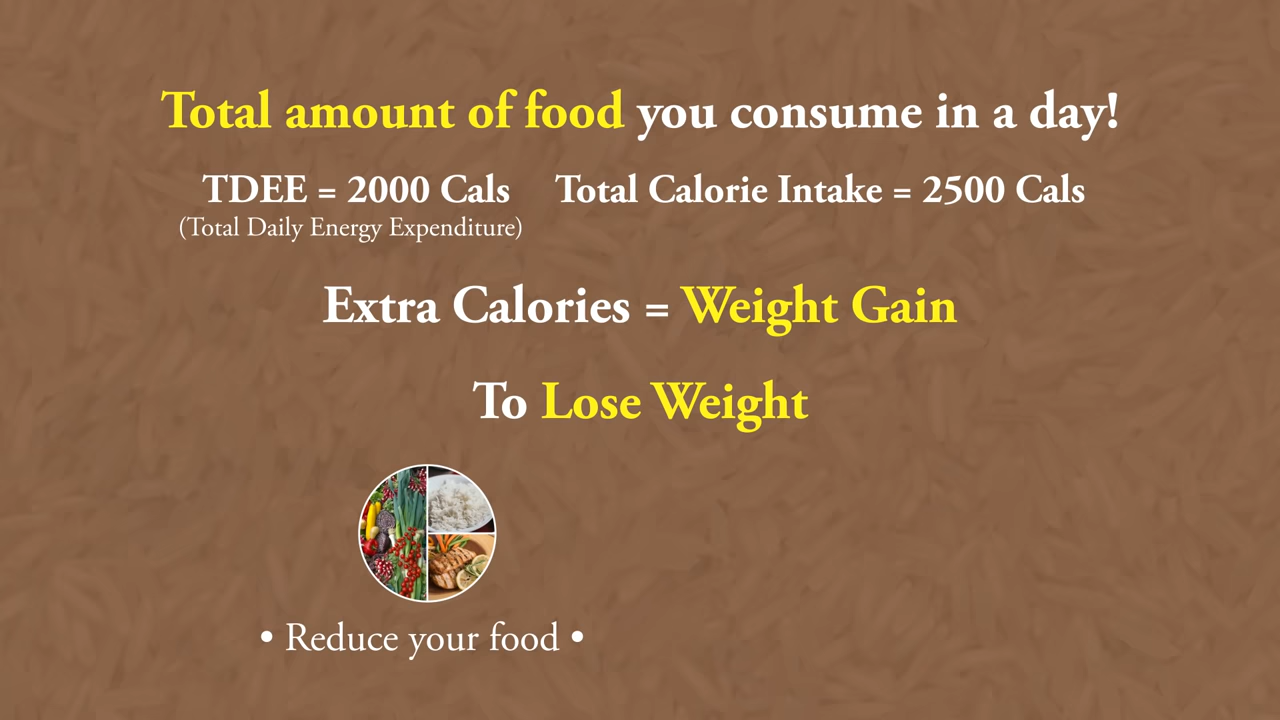 Total amount of food you consume in a day!
TDEE = 2000 Cals Total Calorie Intake = 2500 Cals
(Total Daily Energy Expenditure)
Extra Calories = Weight Gain
To Lose Weight
• Reduce your food •